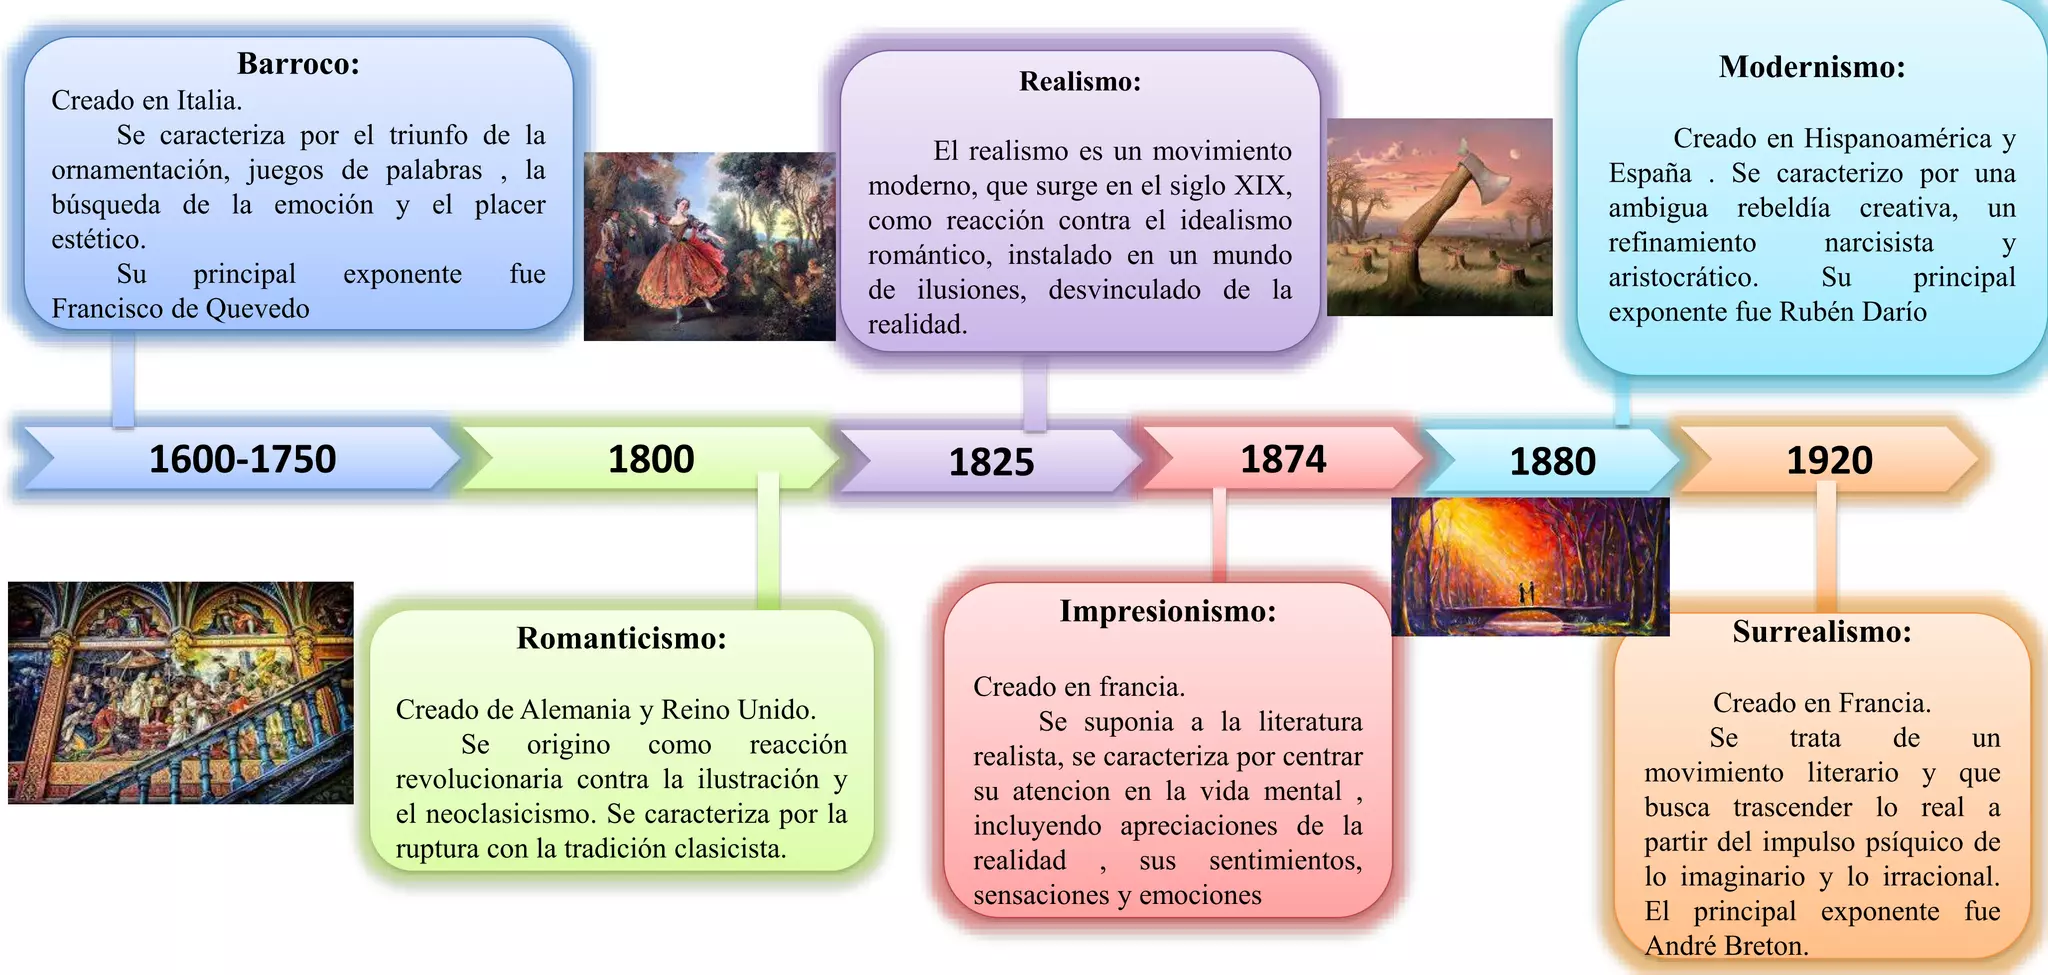 Barroco:
Creado en Italia.
Se caracteriza por el triunfo de la
ornamentación, juegos de palabras , la
búsqueda de la emoción y el placer
estético.
Su principal exponente fue
Francisco de Quevedo
Realismo:
El realismo es un movimiento
moderno, que surge en el siglo XIX,
como reacción contra el idealismo
romántico, instalado en un mundo
de ilusiones, desvinculado de la
realidad.
Modernismo:
Creado en Hispanoamérica y
España . Se caracterizo por una
ambigua rebeldía creativa, un
refinamiento narcisista y
aristocrático. Su principal
exponente fue Rubén Darío
1600-1750
1800
1825
1874
1880
1920
Romanticismo:
Creado de Alemania y Reino Unido.
Se origino como reacción
revolucionaria contra la ilustración y
el neoclasicismo. Se caracteriza por la
ruptura con la tradición clasicista.
Impresionismo:
Creado en francia.
Se suponia a la literatura
realista, se caracteriza por centrar
su atencion en la vida mental ,
incluyendo apreciaciones de la
realidad , sus sentimientos,
sensaciones y emociones
Surrealismo:
Creado en Francia.
Se trata de un
movimiento literario y que
busca trascender lo real a
partir del impulso psíquico de
lo imaginario y lo irracional.
El principal exponente fue
André Breton.